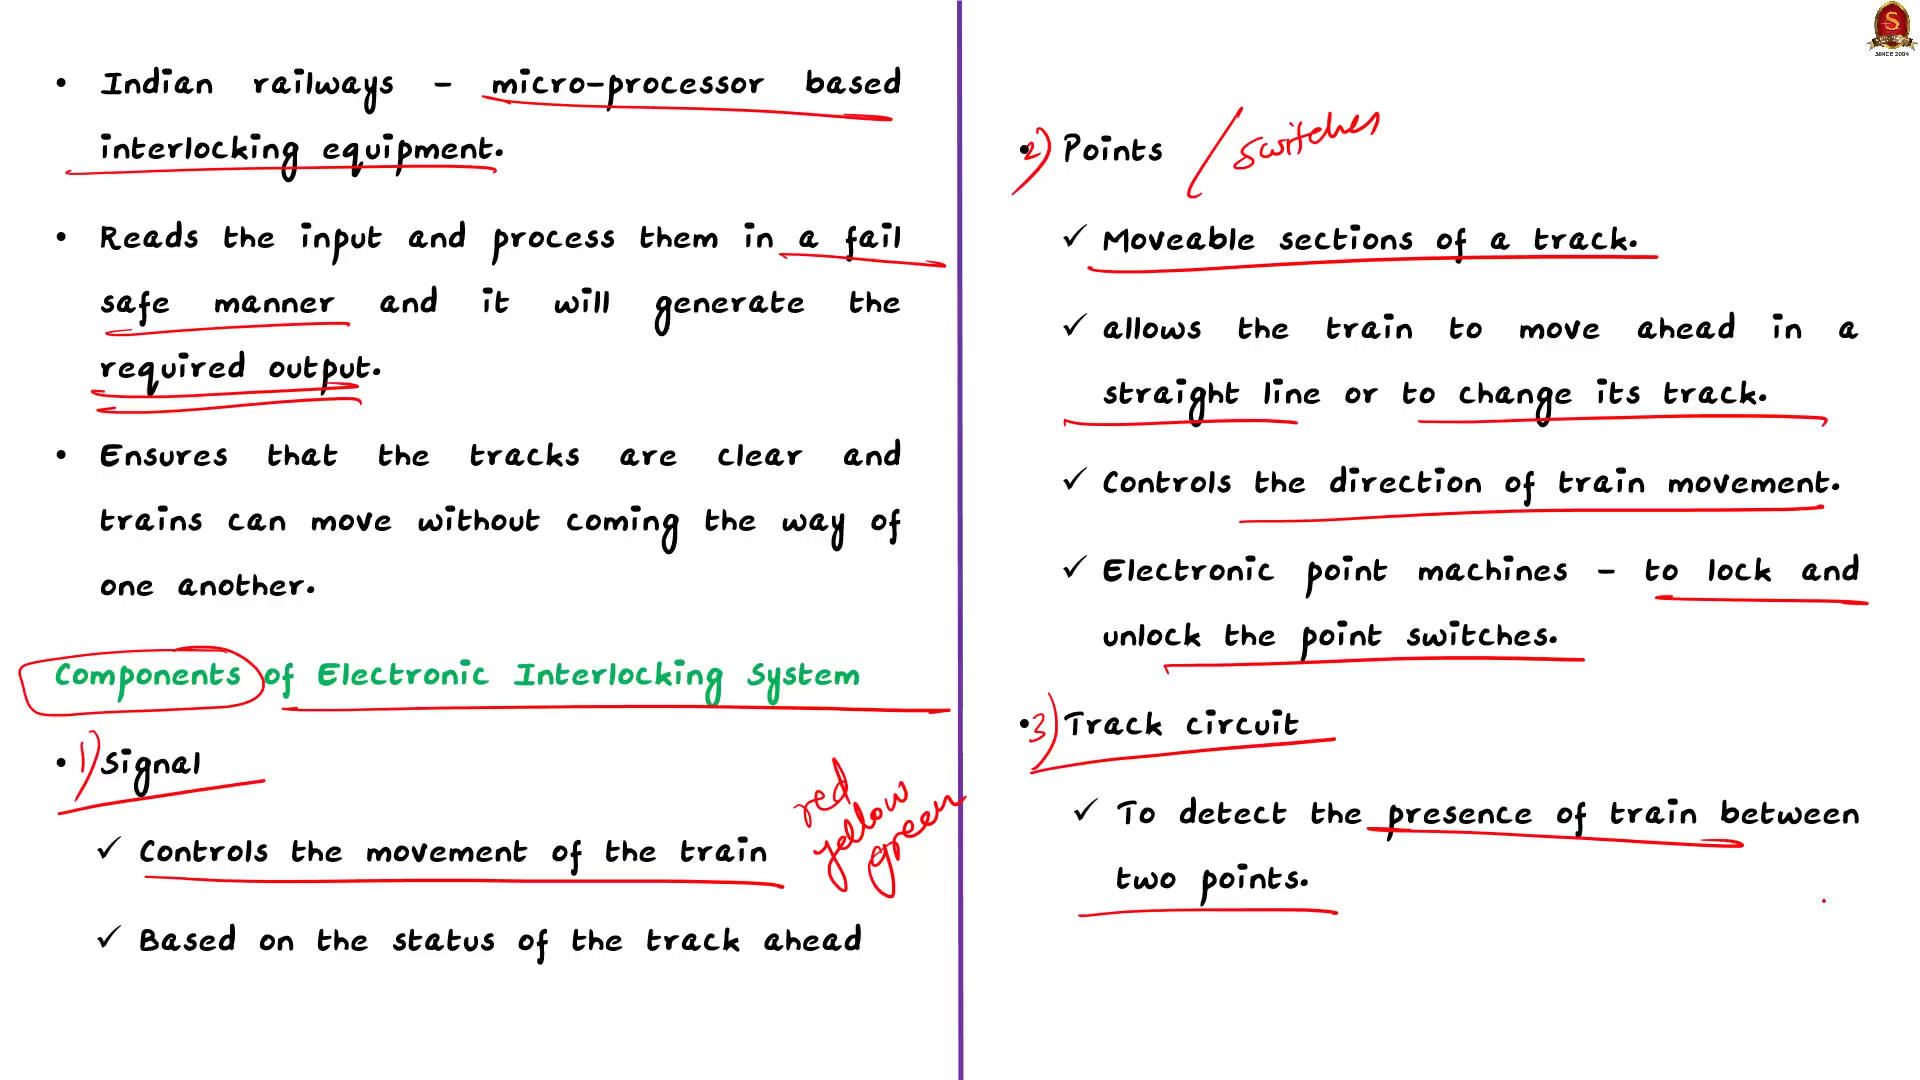 • Indian railways - micro-processor based
interlocking equipment.
• Reads the input and process them in a fail
safe manner and it will generate the
required output.
• Ensures that the tracks are clear and
trains can move without coming the way of
one another.
Components of Electronic Interlocking System
• 1) Signal
✓ Controls the movement of the train
red
yellow
green
✓ Based on the status of the track ahead
• 2) Points / switches
✓ Moveable sections of a track.
✓ allows the train to move ahead in a
straight line or to change its track.
✓ Controls the direction of train movement.
✓ Electronic point machines - to lock and
unlock the point switches.
• 3) Track circuit
✓ To detect the presence of train between
two points.
S
SINCE 2004